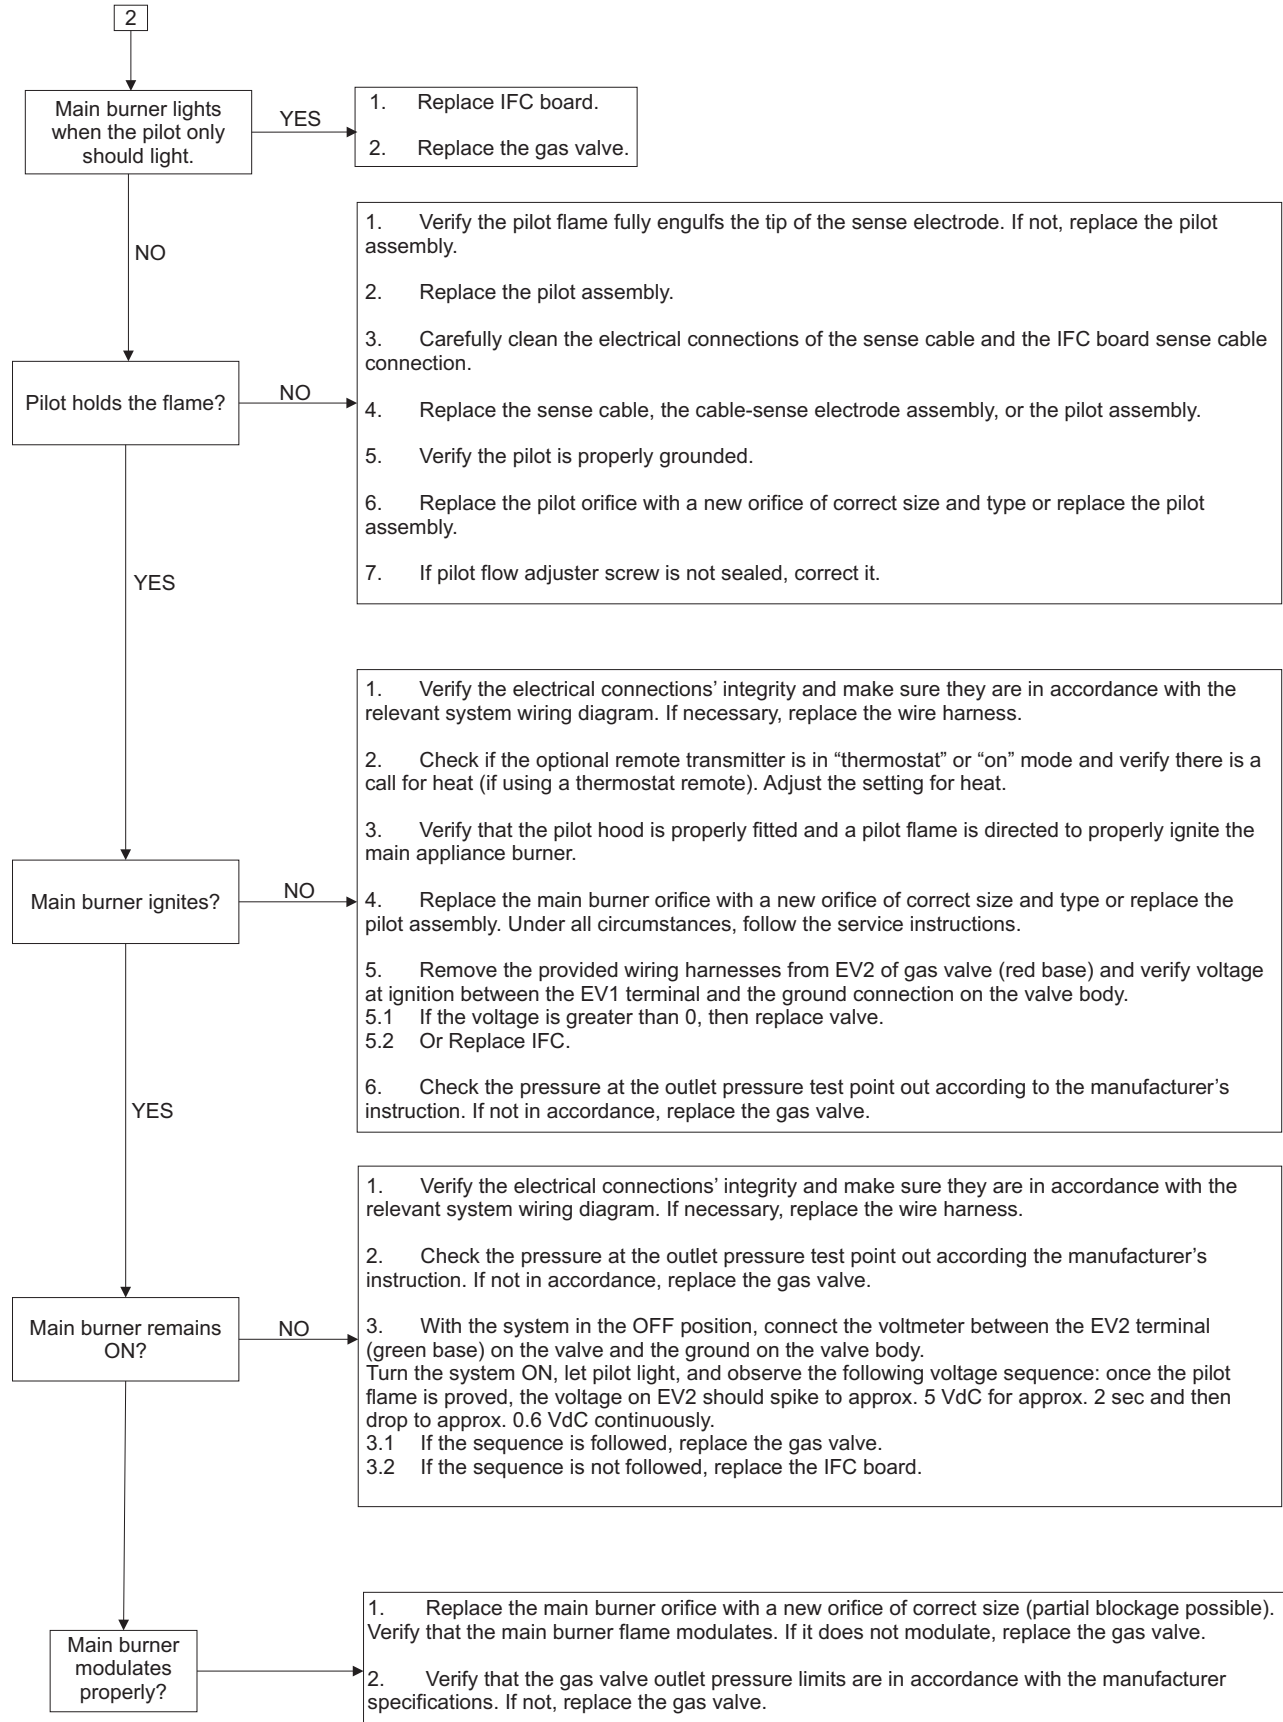 2
Main burner lights
when the pilot only
should light.
YES
1. Replace IFC board.
2. Replace the gas valve.
NO
1. Verify the pilot flame fully engulfs the tip of the sense electrode. If not, replace the pilot
assembly.
2. Replace the pilot assembly.
3. Carefully clean the electrical connections of the sense cable and the IFC board sense cable
connection.
4. Replace the sense cable, the cable-sense electrode assembly, or the pilot assembly.
5. Verify the pilot is properly grounded.
6. Replace the pilot orifice with a new orifice of correct size and type or replace the pilot
assembly.
7. If pilot flow adjuster screw is not sealed, correct it.
Pilot holds the flame?
NO
YES
1. Verify the electrical connections’ integrity and make sure they are in accordance with the
relevant system wiring diagram. If necessary, replace the wire harness.
2. Check if the optional remote transmitter is in “thermostat” or “on” mode and verify there is a
call for heat (if using a thermostat remote). Adjust the setting for heat.
3. Verify that the pilot hood is properly fitted and a pilot flame is directed to properly ignite the
main appliance burner.
4. Replace the main burner orifice with a new orifice of correct size and type or replace the
pilot assembly. Under all circumstances, follow the service instructions.
5. Remove the provided wiring harnesses from EV2 of gas valve (red base) and verify voltage
at ignition between the EV1 terminal and the ground connection on the valve body.
5.1 If the voltage is greater than 0, then replace valve.
5.2 Or Replace IFC.
6. Check the pressure at the outlet pressure test point out according to the manufacturer’s
instruction. If not in accordance, replace the gas valve.
Main burner ignites?
NO
YES
1. Verify the electrical connections’ integrity and make sure they are in accordance with the
relevant system wiring diagram. If necessary, replace the wire harness.
2. Check the pressure at the outlet pressure test point out according the manufacturer’s
instruction. If not in accordance, replace the gas valve.
3. With the system in the OFF position, connect the voltmeter between the EV2 terminal
(green base) on the valve and the ground on the valve body.
Turn the system ON, let pilot light, and observe the following voltage sequence: once the pilot
flame is proved, the voltage on EV2 should spike to approx. 5 VdC for approx. 2 sec and then
drop to approx. 0.6 VdC continuously.
3.1 If the sequence is followed, replace the gas valve.
3.2 If the sequence is not followed, replace the IFC board.
Main burner remains
ON?
NO
Main burner
modulates
properly?
1. Replace the main burner orifice with a new orifice of correct size (partial blockage possible).
Verify that the main burner flame modulates. If it does not modulate, replace the gas valve.
2. Verify that the gas valve outlet pressure limits are in accordance with the manufacturer
specifications. If not, replace the gas valve.